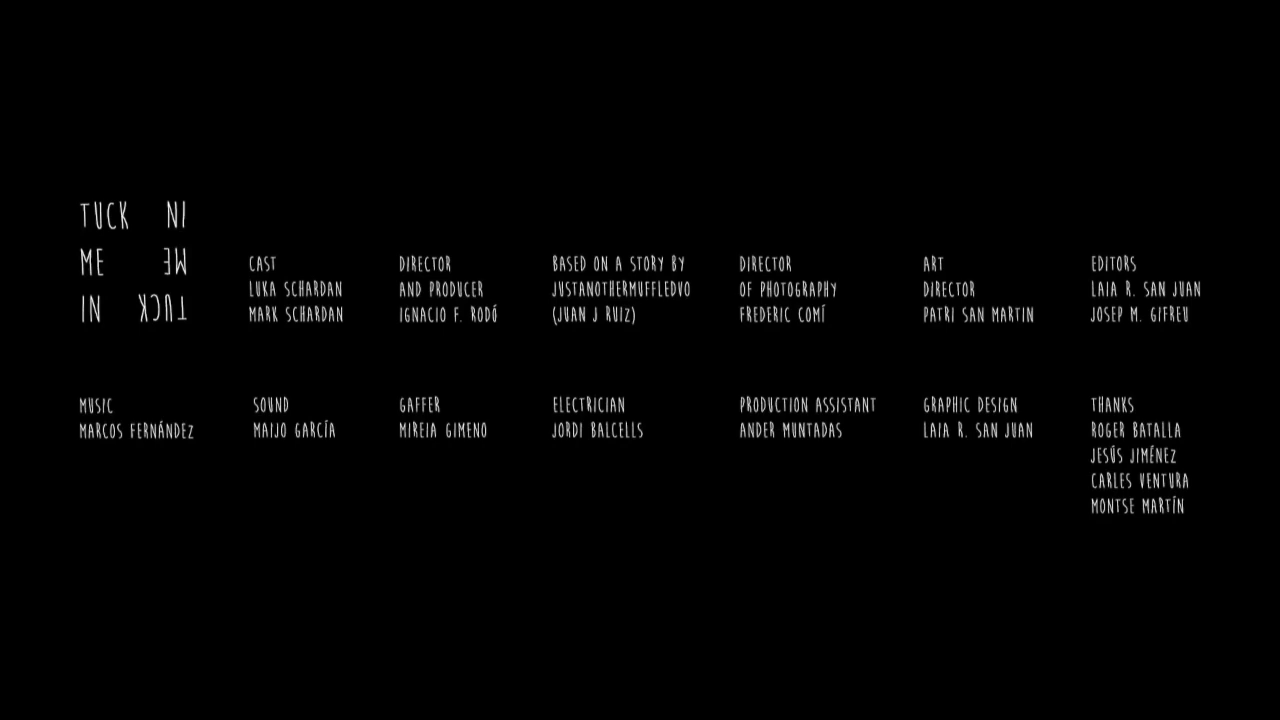 TUCK
ME
IN
TUCK
ME
IN
CAST
LUKA SCHARDAN
MARK SCHARDAN
DIRECTOR
AND PRODUCER
IGNACIO F. RODÓ
BASED ON A STORY BY
JUSTANOTHERMUFFLEDVO
(JUAN J RUIZ)
DIRECTOR
OF PHOTOGRAPHY
FREDERIC COMÍ
ART
DIRECTOR
PATRI SAN MARTIN
EDITORS
LAIA R. SAN JUAN
JOSEP M. GIFREU
MUSIC
MARCOS FERNÁNDEZ
SOUND
MAIJO GARCÍA
GAFFER
MIREIA GIMENO
ELECTRICIAN
JORDI BALCELLS
PRODUCTION ASSISTANT
ANDER MUNTADAS
GRAPHIC DESIGN
LAIA R. SAN JUAN
THANKS
ROGER BATALLA
JESÚS JIMÉNEZ
CARLES VENTURA
MONTSE MARTÍN